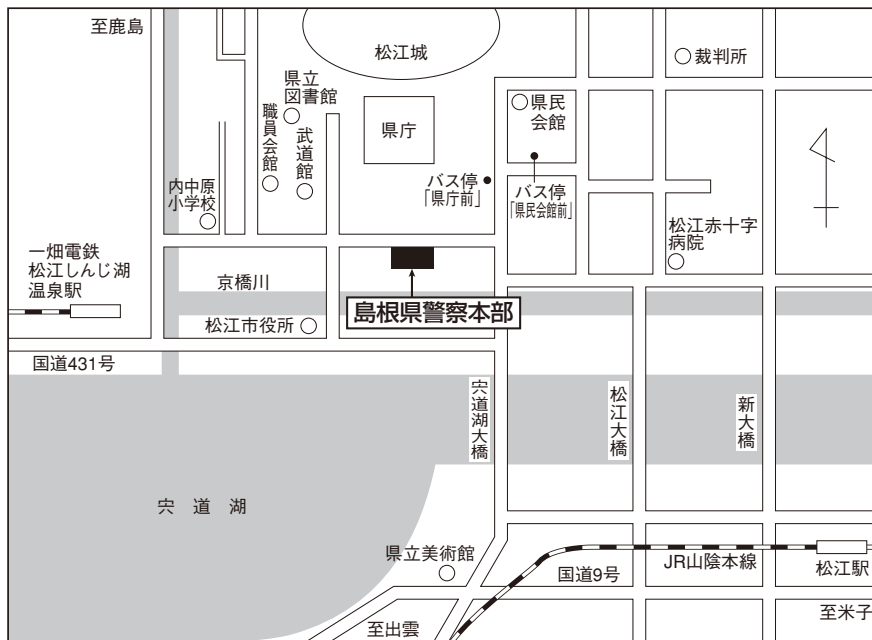 至鹿島
松江城
裁判所
県立
図書館
県民
会館
職員会館
武道館
県庁
内中原
小学校
バス停
「県庁前」
バス停
「県民会館前」
松江赤十字
病院
一畑電鉄
松江しんじ湖
温泉駅
京橋川
島根県警察本部
松江市役所
国道431号
宍道湖大橋
松江大橋
新大橋
宍道湖
県立美術館
国道9号
JR山陰本線
松江駅
至出雲
至米子